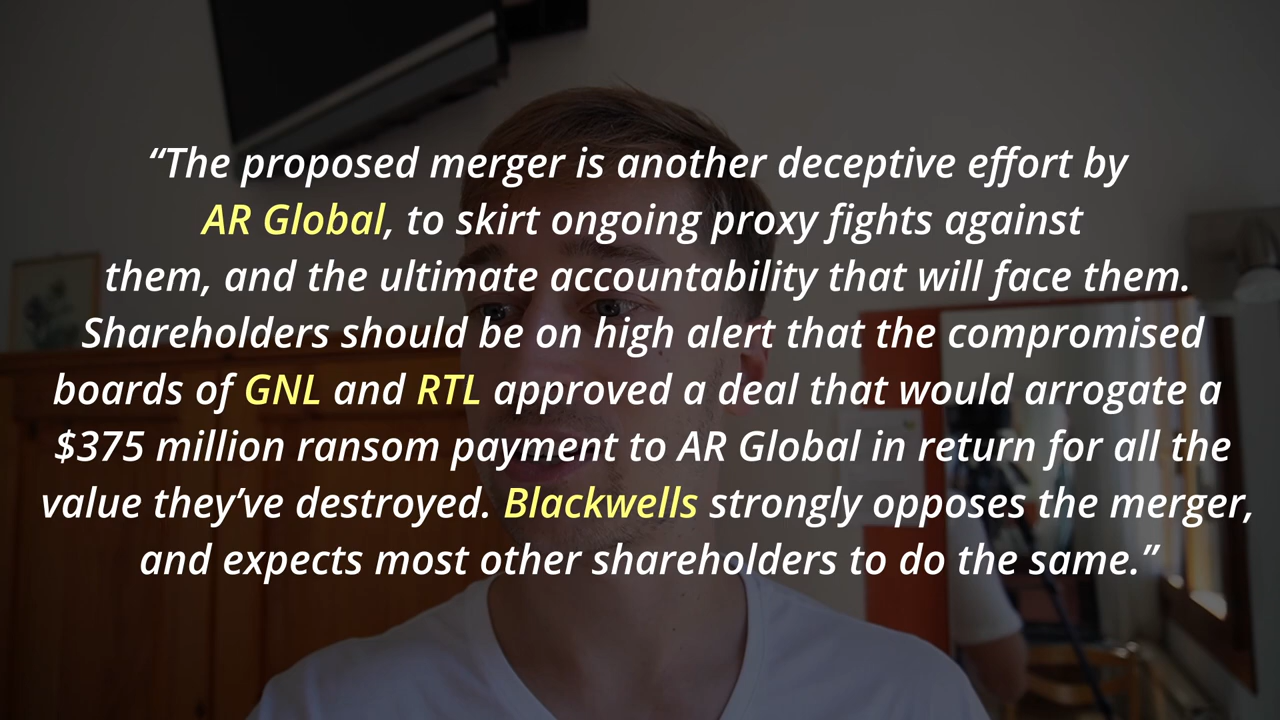 “The proposed merger is another deceptive effort by
AR Global, to skirt ongoing proxy fights against
them, and the ultimate accountability that will face them.
Shareholders should be on high alert that the compromised
boards of GNL and RTL approved a deal that would arrogate a
$375 million ransom payment to AR Global in return for all the
value they’ve destroyed. Blackwells strongly opposes the merger,
and expects most other shareholders to do the same.”